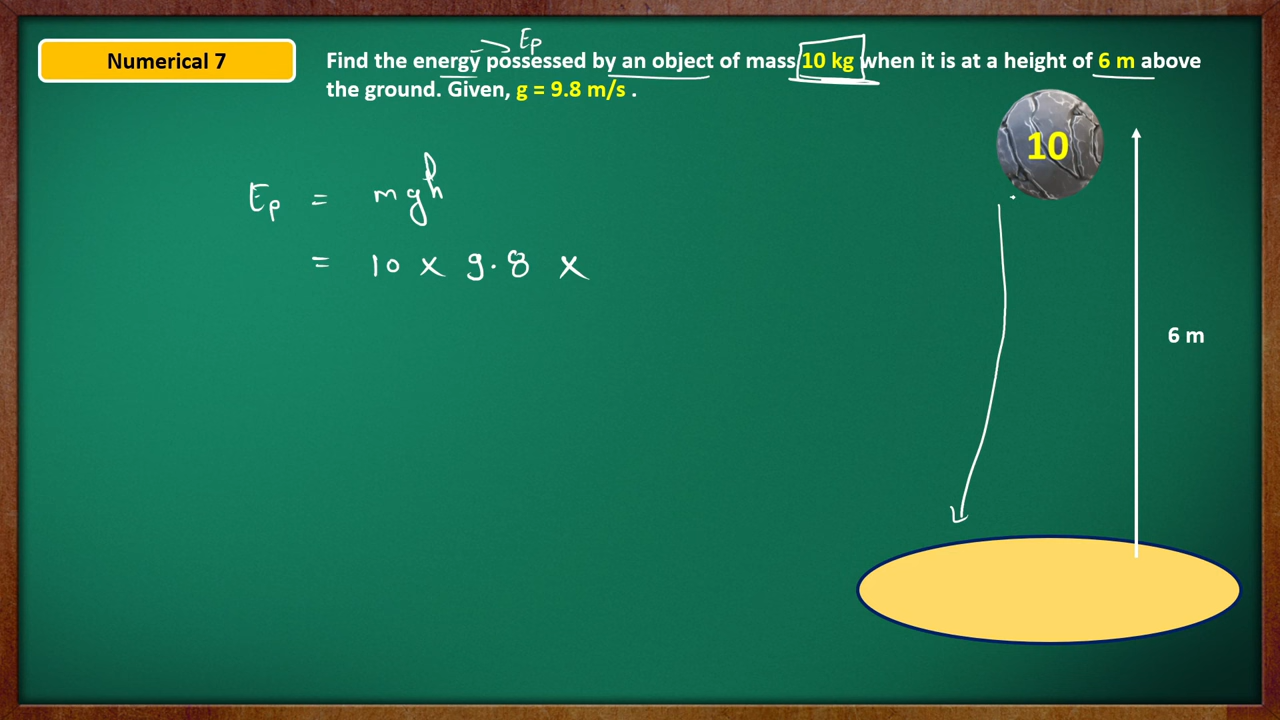 Numerical 7
Ep
Find the energy possessed by an object of mass 10 kg when it is at a height of 6 m above
the ground. Given, g = 9.8 m/s .
10
Ep = mgh
= 10 x 9.8 x
6 m